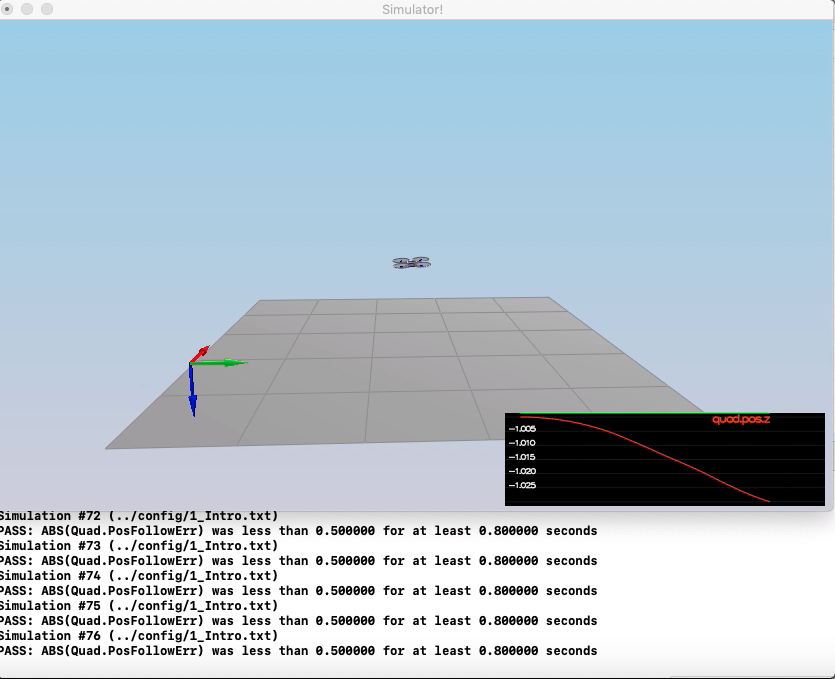 Simulator!
quad.pos.z
-1.005
-1.010
-1.015
-1.020
-1.025
Simulation #72 (../config/1_Intro.txt)
PASS: ABS(Quad.PosFollowErr) was less than 0.500000 for at least 0.800000 seconds
Simulation #73 (../config/1_Intro.txt)
PASS: ABS(Quad.PosFollowErr) was less than 0.500000 for at least 0.800000 seconds
Simulation #74 (../config/1_Intro.txt)
PASS: ABS(Quad.PosFollowErr) was less than 0.500000 for at least 0.800000 seconds
Simulation #75 (../config/1_Intro.txt)
PASS: ABS(Quad.PosFollowErr) was less than 0.500000 for at least 0.800000 seconds
Simulation #76 (../config/1_Intro.txt)
PASS: ABS(Quad.PosFollowErr) was less than 0.500000 for at least 0.800000 seconds